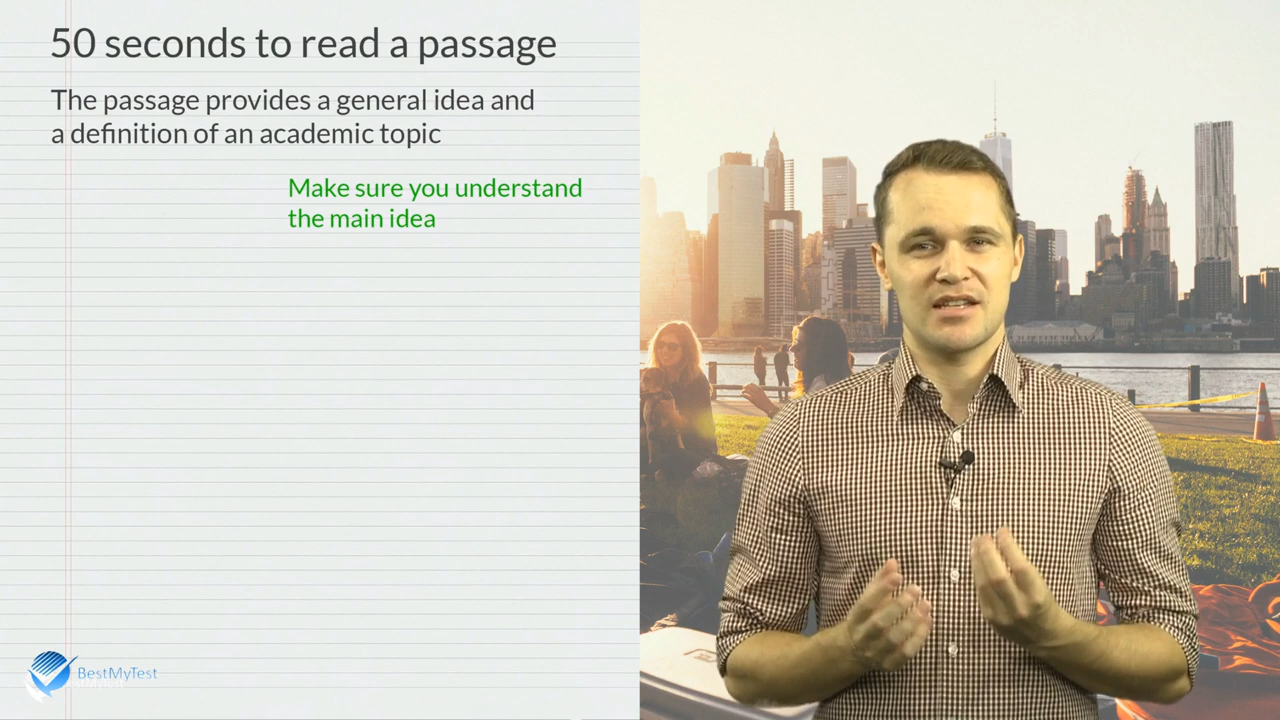 50 seconds to read a passage
The passage provides a general idea and
a definition of an academic topic
Make sure you understand
the main idea
BestMyTest